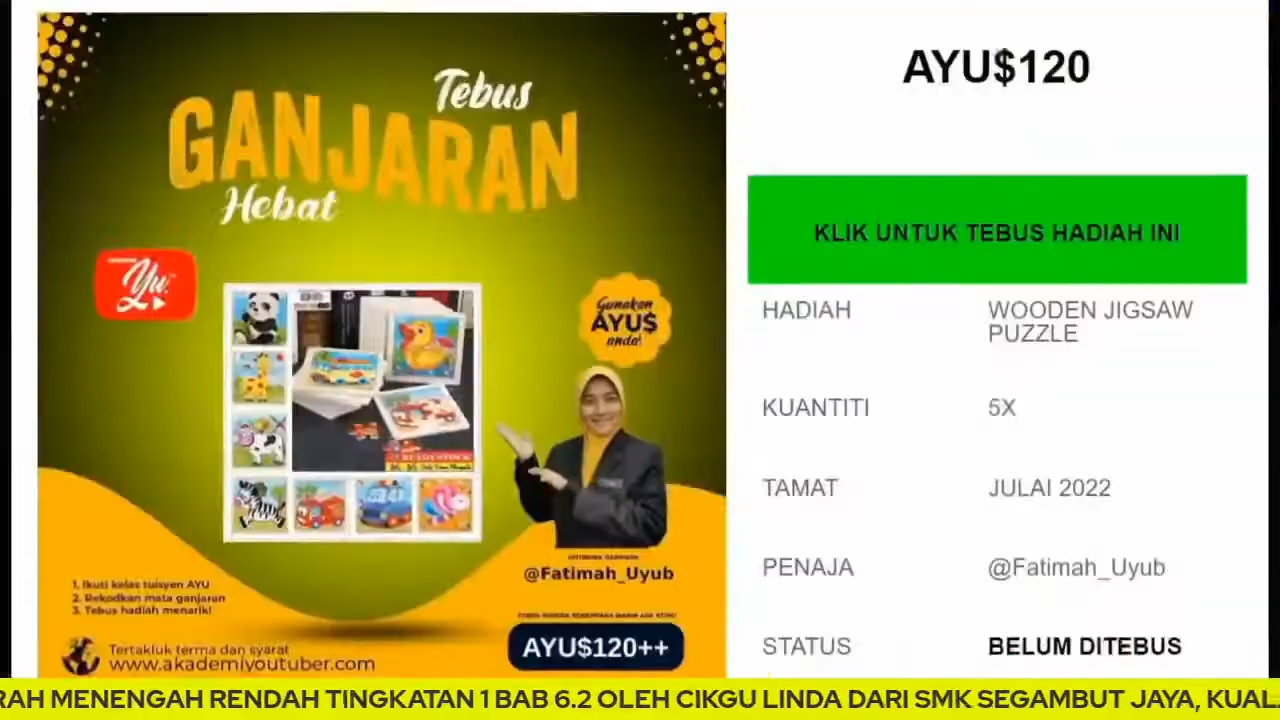 Tebus
GANJARAN
Hebat
Yu
Gunakan
AYU$
anda!
READY STOCK
@Fatimah_Uyub
1. Ikuti kelas tuisyen AYU
2. Rekodkan mata ganjaran
3. Tebus hadiah menarik!
AYU$120++
Tertakluk terma dan syarat
www.akademiyoutuber.com
AYU$120
KLIK UNTUK TEBUS HADIAH INI
HADIAH WOODEN JIGSAW
PUZZLE
KUANTITI 5X
TAMAT JULAI 2022
PENAJA @Fatimah_Uyub
STATUS BELUM DITEBUS
RAH MENENGAH RENDAH TINGKATAN 1 BAB 6.2 OLEH CIKGU LINDA DARI SMK SEGAMBUT JAYA, KUAL